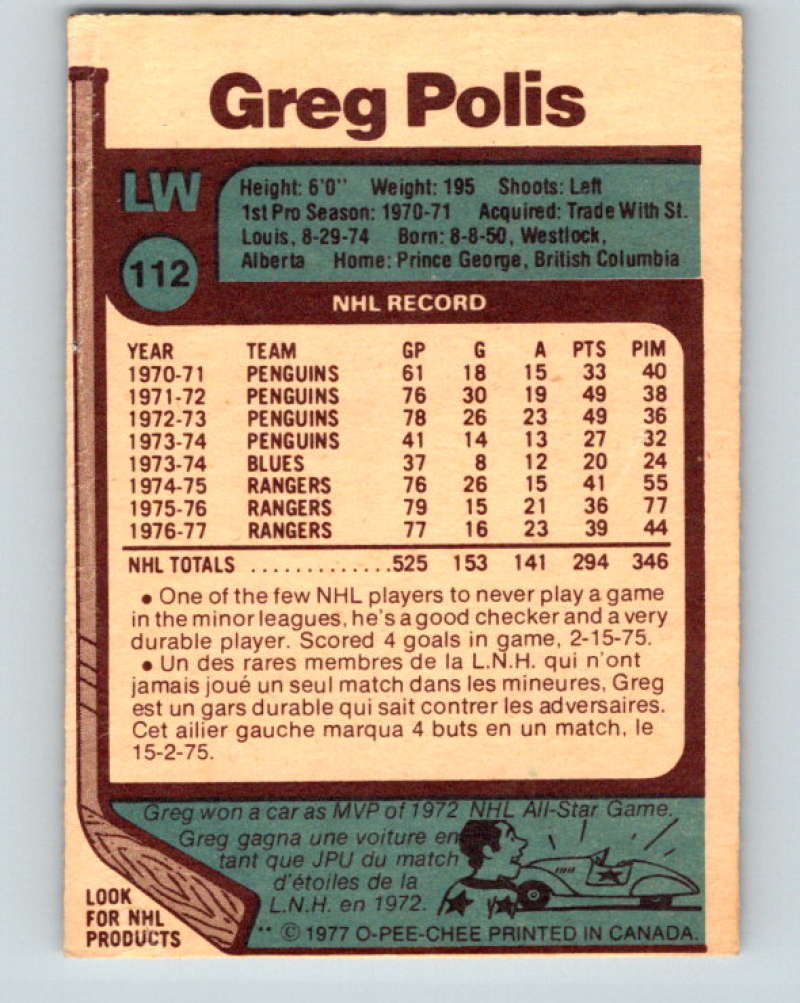 Greg Polis
LW
112
Height: 6'0" Weight: 195 Shoots: Left
1st Pro Season: 1970-71 Acquired: Trade With St.
Louis, 8-29-74 Born: 8-8-50, Westlock,
Alberta Home: Prince George, British Columbia
NHL RECORD
YEAR TEAM GP G A PTS PIM
1970-71 PENGUINS 61 18 15 33 40
1971-72 PENGUINS 76 30 19 49 38
1972-73 PENGUINS 78 26 23 49 36
1973-74 PENGUINS 41 14 13 27 32
1973-74 BLUES 37 8 12 20 24
1974-75 RANGERS 76 26 15 41 55
1975-76 RANGERS 79 15 21 36 77
1976-77 RANGERS 77 16 23 39 44
NHL TOTALS .............525 153 141 294 346
• One of the few NHL players to never play a game
in the minor leagues, he's a good checker and a very
durable player. Scored 4 goals in game, 2-15-75.
• Un des rares membres de la L.N.H. qui n'ont
jamais joué un seul match dans les mineures, Greg
est un gars durable qui sait contrer les adversaires.
Cet ailier gauche marqua 4 buts en un match, le
15-2-75.
Greg won a car as MVP of 1972 NHL All-Star Game.
Greg gagna une voiture en
tant que JPU du match
d'étoiles de la
L.N.H. en 1972.
LOOK
FOR NHL
PRODUCTS
** © 1977 O-PEE-CHEE PRINTED IN CANADA.